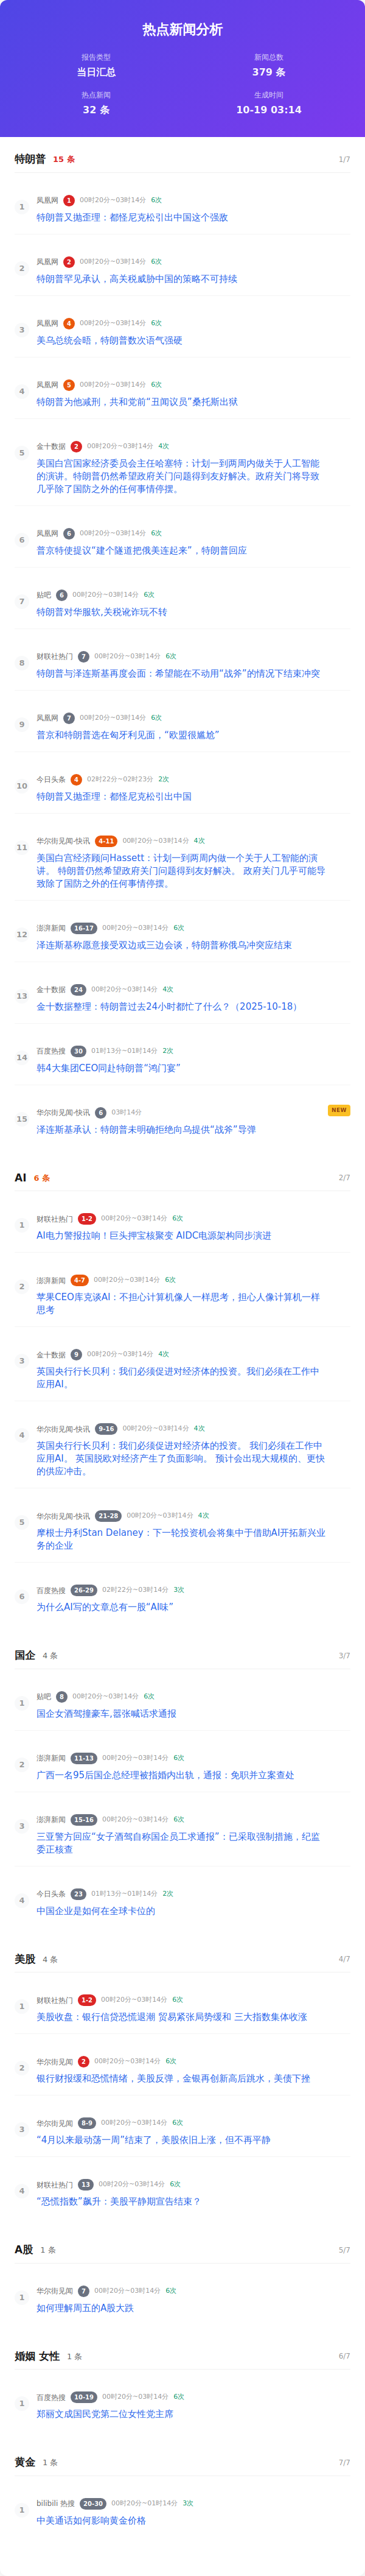 热点新闻分析
报告类型
新闻总数
当日汇总
379 条
热点新闻
生成时间
32 条
10-19 03:14
特朗普 15 条 1/7
1
凤凰网 1 00时20分~03时14分 6次
特朗普又抛歪理：都怪尼克松引出中国这个强敌
2
凤凰网 2 00时20分~03时14分 6次
特朗普罕见承认，高关税威胁中国的策略不可持续
3
凤凰网 4 00时20分~03时14分 6次
美乌总统会晤，特朗普数次语气强硬
4
凤凰网 5 00时20分~03时14分 6次
特朗普为他减刑，共和党前“丑闻议员”桑托斯出狱
5
金十数据 2 00时20分~03时14分 4次
美国白宫国家经济委员会主任哈塞特：计划一到两周内做关于人工智能
的演讲。特朗普仍然希望政府关门问题得到友好解决。政府关门将导致
几乎除了国防之外的任何事情停摆。
6
凤凰网 6 00时20分~03时14分 6次
普京特使提议“建个隧道把俄美连起来”，特朗普回应
7
贴吧 6 00时20分~03时14分 6次
特朗普对华服软,关税讹诈玩不转
8
财联社热门 7 00时20分~03时14分 6次
特朗普与泽连斯基再度会面：希望能在不动用“战斧”的情况下结束冲突
9
凤凰网 7 00时20分~03时14分 6次
普京和特朗普选在匈牙利见面，“欧盟很尴尬”
10
今日头条 4 02时22分~02时23分 2次
特朗普又抛歪理：都怪尼克松引出中国
11
华尔街见闻-快讯 4-11 00时20分~03时14分 4次
美国白宫经济顾问Hassett：计划一到两周内做一个关于人工智能的演
讲。 特朗普仍然希望政府关门问题得到友好解决。 政府关门几乎可能导
致除了国防之外的任何事情停摆。
12
澎湃新闻 16-17 00时20分~03时14分 6次
泽连斯基称愿意接受双边或三边会谈，特朗普称俄乌冲突应结束
13
金十数据 24 00时20分~03时14分 4次
金十数据整理：特朗普过去24小时都忙了什么？（2025-10-18）
14
百度热搜 30 01时13分~01时14分 2次
韩4大集团CEO同赴特朗普“鸿门宴”
15
华尔街见闻-快讯 6 03时14分 NEW
泽连斯基承认：特朗普未明确拒绝向乌提供“战斧”导弹
AI 6 条 2/7
1
财联社热门 1-2 00时20分~03时14分 6次
AI电力警报拉响！巨头押宝核聚变 AIDC电源架构同步演进
2
澎湃新闻 4-7 00时20分~03时14分 6次
苹果CEO库克谈AI：不担心计算机像人一样思考，担心人像计算机一样
思考
3
金十数据 9 00时20分~03时14分 4次
英国央行行长贝利：我们必须促进对经济体的投资。我们必须在工作中
应用AI。
4
华尔街见闻-快讯 9-16 00时20分~03时14分 4次
英国央行行长贝利：我们必须促进对经济体的投资。 我们必须在工作中
应用AI。 英国脱欧对经济产生了负面影响。 预计会出现大规模的、更快
的供应冲击。
5
华尔街见闻-快讯 21-28 00时20分~03时14分 4次
摩根士丹利Stan Delaney：下一轮投资机会将集中于借助AI开拓新兴业
务的企业
6
百度热搜 26-29 02时22分~03时14分 3次
为什么AI写的文章总有一股“AI味”
国企 4 条 3/7
1
贴吧 8 00时20分~03时14分 6次
国企女酒驾撞豪车,嚣张喊话求通报
2
澎湃新闻 11-13 00时20分~03时14分 6次
广西一名95后国企总经理被指婚内出轨，通报：免职并立案查处
3
澎湃新闻 15-16 00时20分~03时14分 6次
三亚警方回应“女子酒驾自称国企员工求通报”：已采取强制措施，纪监
委正核查
4
今日头条 23 01时13分~01时14分 2次
中国企业是如何在全球卡位的
美股 4 条 4/7
1
财联社热门 1-2 00时20分~03时14分 6次
美股收盘：银行信贷恐慌退潮 贸易紧张局势缓和 三大指数集体收涨
2
华尔街见闻 2 00时20分~03时14分 6次
银行财报缓和恐慌情绪，美股反弹，金银再创新高后跳水，美债下挫
3
华尔街见闻 8-9 00时20分~03时14分 6次
“4月以来最动荡一周”结束了，美股依旧上涨，但不再平静
4
财联社热门 13 00时20分~03时14分 6次
“恐慌指数”飙升：美股平静期宣告结束？
A股 1 条 5/7
1
华尔街见闻 7 00时20分~03时14分 6次
如何理解周五的A股大跌
婚姻 女性 1 条 6/7
1
百度热搜 10-19 00时20分~03时14分 6次
郑丽文成国民党第二位女性党主席
黄金 1 条 7/7
1
bilibili 热搜 20-30 00时20分~01时14分 3次
中美通话如何影响黄金价格